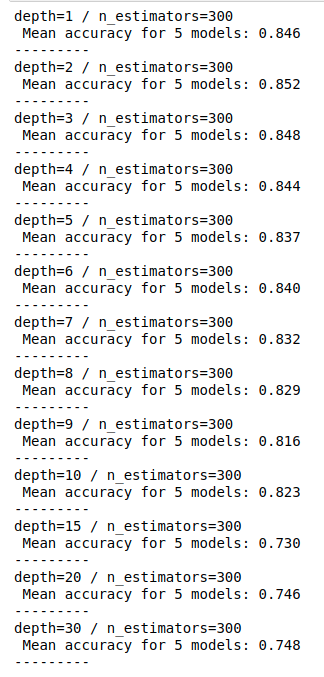 depth=1 / n_estimators=300
 Mean accuracy for 5 models: 0.846
---------
depth=2 / n_estimators=300
 Mean accuracy for 5 models: 0.852
---------
depth=3 / n_estimators=300
 Mean accuracy for 5 models: 0.848
---------
depth=4 / n_estimators=300
 Mean accuracy for 5 models: 0.844
---------
depth=5 / n_estimators=300
 Mean accuracy for 5 models: 0.837
---------
depth=6 / n_estimators=300
 Mean accuracy for 5 models: 0.840
---------
depth=7 / n_estimators=300
 Mean accuracy for 5 models: 0.832
---------
depth=8 / n_estimators=300
 Mean accuracy for 5 models: 0.829
---------
depth=9 / n_estimators=300
 Mean accuracy for 5 models: 0.816
---------
depth=10 / n_estimators=300
 Mean accuracy for 5 models: 0.823
---------
depth=15 / n_estimators=300
 Mean accuracy for 5 models: 0.730
---------
depth=20 / n_estimators=300
 Mean accuracy for 5 models: 0.746
---------
depth=30 / n_estimators=300
 Mean accuracy for 5 models: 0.748
---------